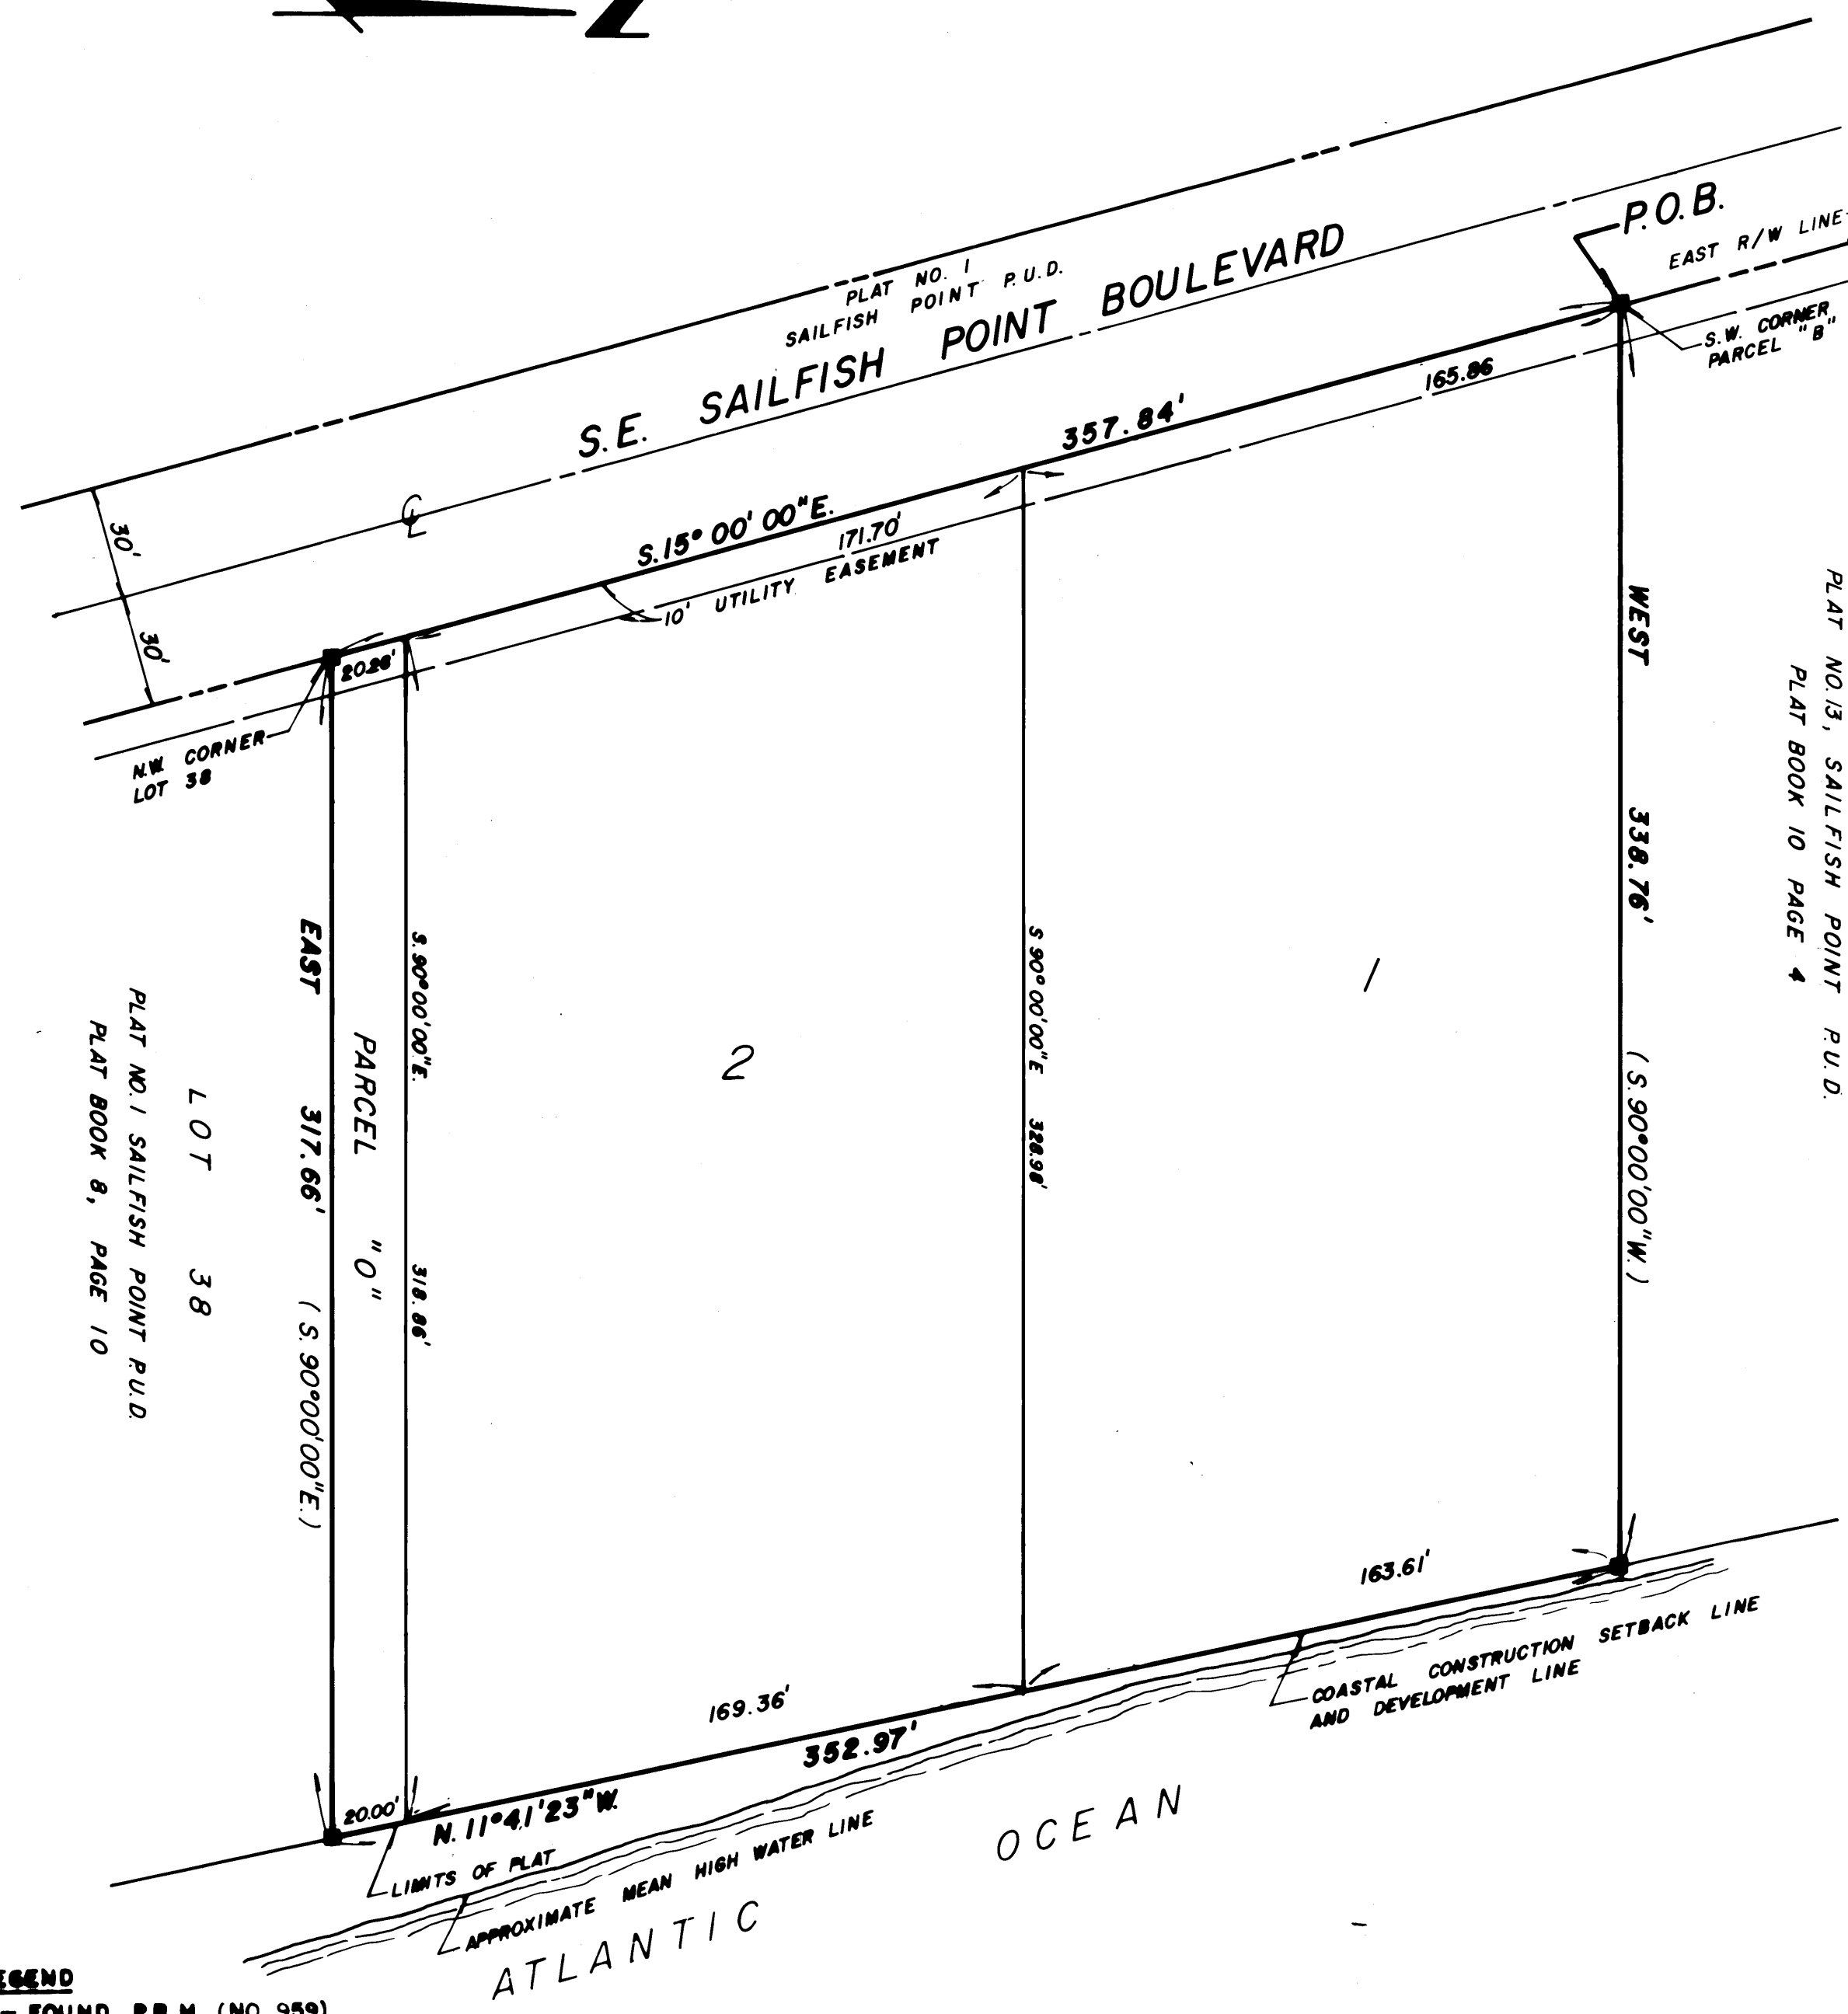 PLAT NO. 1
SAILFISH POINT P.U.D.
S.E. SAILFISH POINT BOULEVARD
P.O.B.
EAST R/W LINE
S.W. CORNER
PARCEL "B"
165.86
357.84'
S.15° 00' 00"E.
171.70'
10' UTILITY EASEMENT
30'
30'
20.26'
N.W. CORNER
LOT 38
PLAT NO.13, SAILFISH POINT P.U.D.
PLAT BOOK 10 PAGE 4
WEST 338.76' (S.90°00'00"W.)
1
S 90°00'00"E 328.98'
2
S.90°00'00"E. 318.86'
PARCEL "O"
EAST 317.66' (S.90°00'00"E.)
LOT 38
PLAT NO. 1 SAILFISH POINT P.U.D.
PLAT BOOK 8, PAGE 10
163.61'
169.36'
352.97'
20.00'
N. 11°41'23"W.
COASTAL CONSTRUCTION SETBACK LINE
AND DEVELOPMENT LINE
LIMITS OF PLAT
APPROXIMATE MEAN HIGH WATER LINE
ATLANTIC OCEAN
EGEND
FOUND P.R.M. (NO. 959)